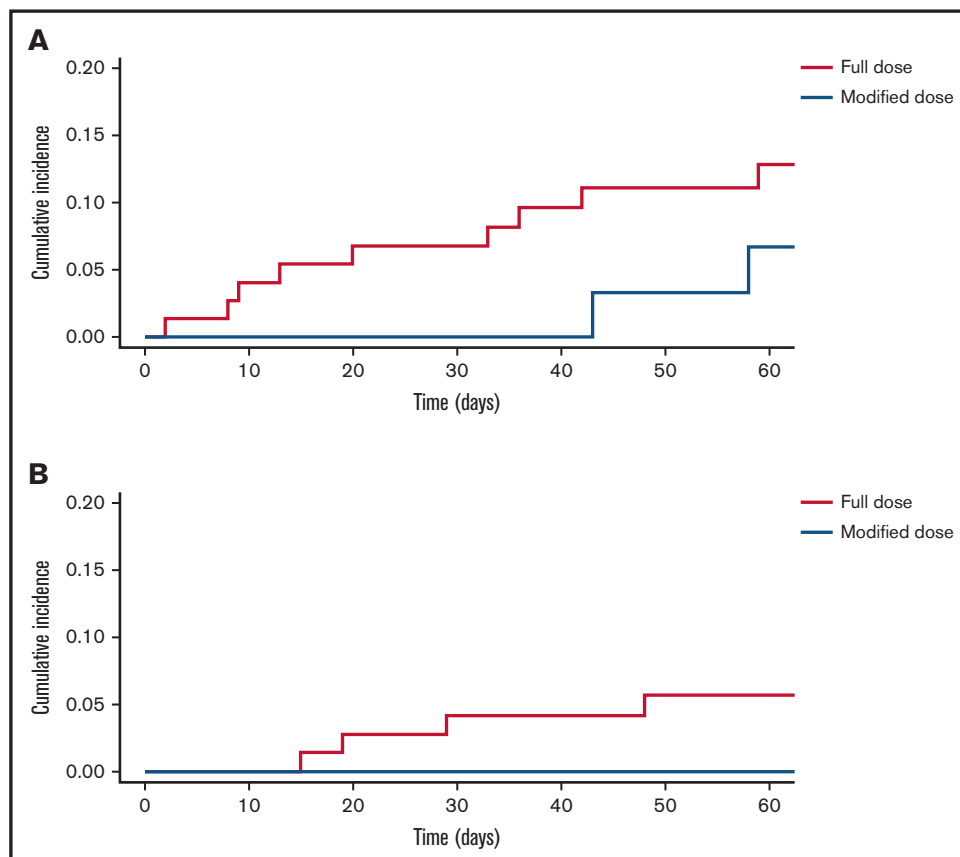 A
0.20
0.15
0.10
0.05
0.00
Cumulative incidence
0 10 20 30 40 50 60
Time (days)
Full dose
Modified dose
B
0.20
0.15
0.10
0.05
0.00
Cumulative incidence
0 10 20 30 40 50 60
Time (days)
Full dose
Modified dose